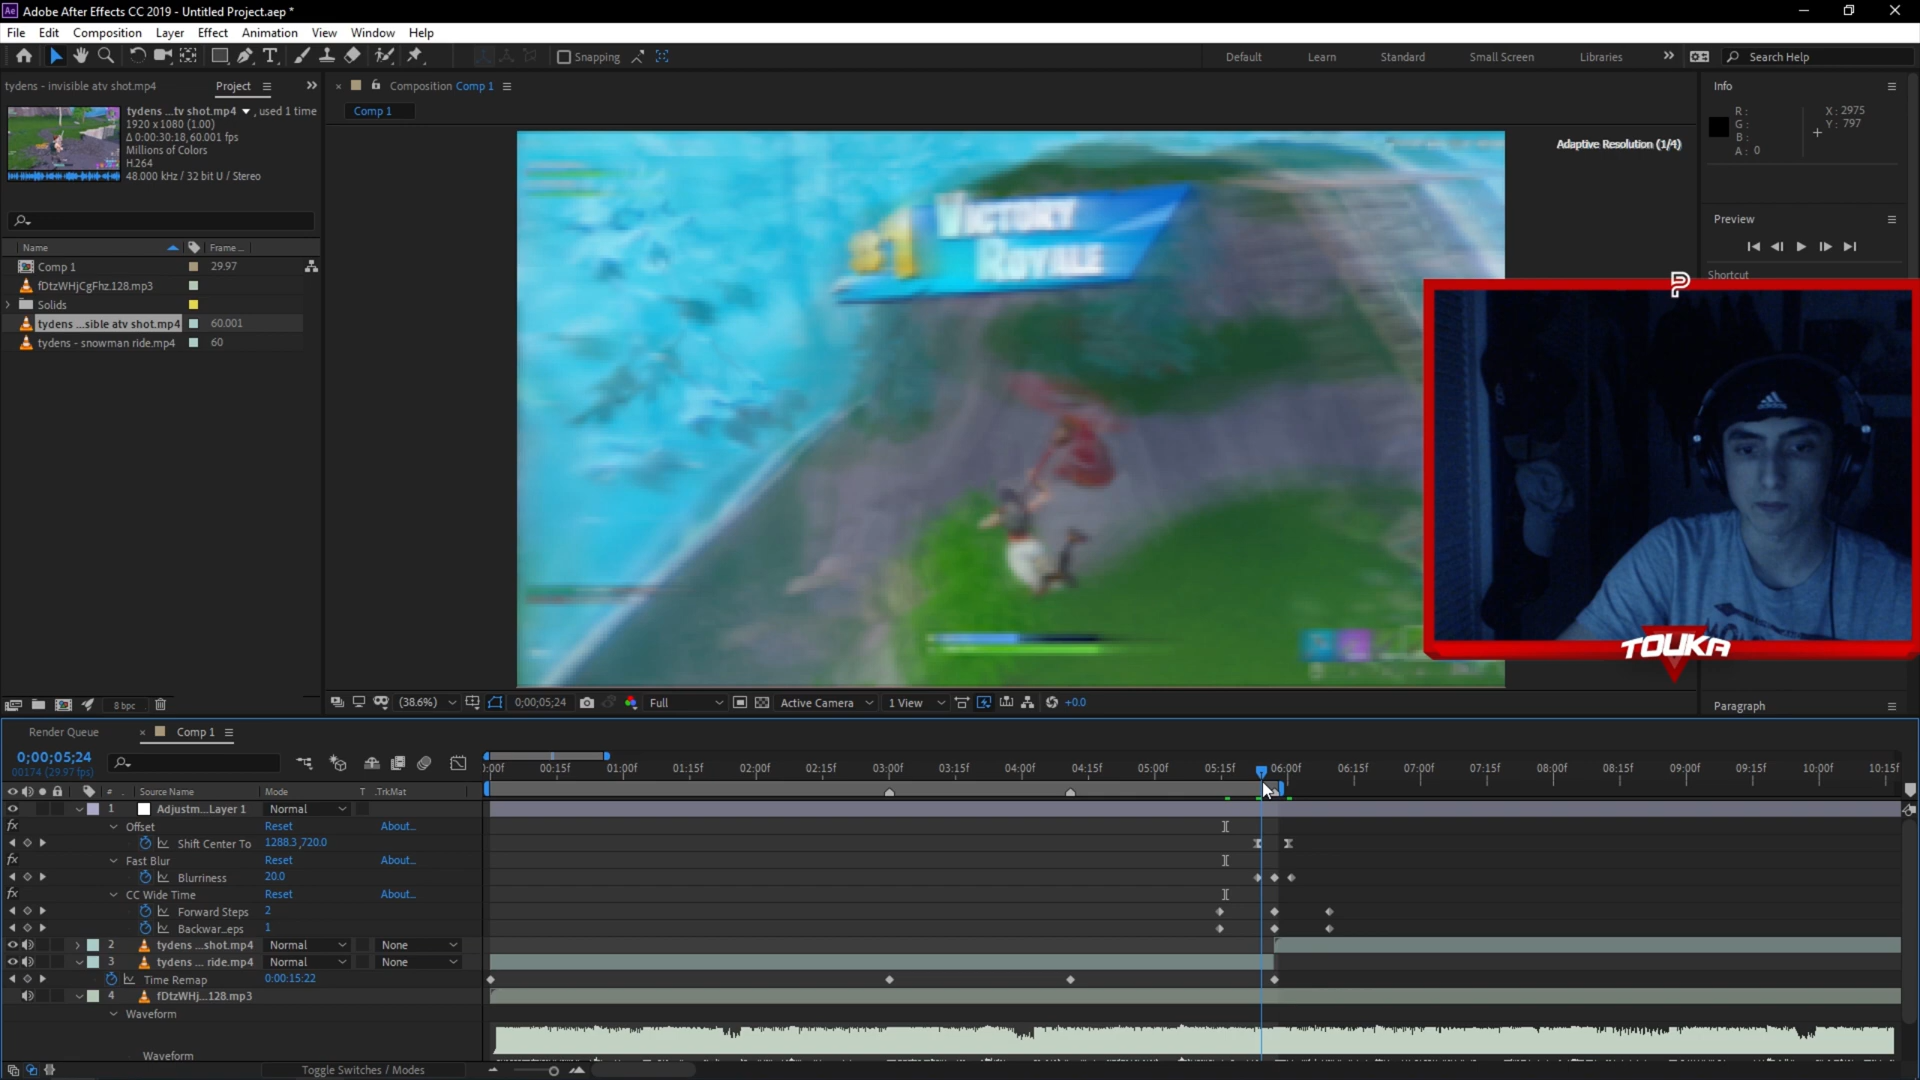 Adobe After Effects CC 2019 - Untitled Project.aep *
File Edit Composition Layer Effect Animation View Window Help
Snapping
Default Learn Standard Small Screen Libraries Search Help
tydens - invisible atv shot.mp4 Project
Composition Comp 1
Info
tydens ...tv shot.mp4 , used 1 time
1920 x 1080 (1.00)
Δ 0:00:30:18, 60.001 fps
Millions of Colors
H.264
48.000 kHz / 32 bit U / Stereo
Comp 1
R :
G :
B :
A : 0
X : 2975
Y : 797
Adaptive Resolution (1/4)
#1 VICTORY
ROYALE
Preview
Shortcut
Name Frame ...
Comp 1 29.97
fDtzWHjCgFhz.128.mp3
Solids
tydens ...sible atv shot.mp4 60.001
tydens - snowman ride.mp4 60
P
TOUKA
8 bpc
(38.6%) 0;00;05;24 Full Active Camera 1 View +0.0
Paragraph
Render Queue Comp 1
0;00;05;24
00174 (29.97 fps)
):00f 00:15f 01:00f 01:15f 02:00f 02:15f 03:00f 03:15f 04:00f 04:15f 05:00f 05:15f 06:00f 06:15f 07:00f 07:15f 08:00f 08:15f 09:00f 09:15f 10:00f 10:15f
# Source Name Mode T .TrkMat
1 Adjustm...Layer 1 Normal
fx Offset Reset About...
Shift Center To 1288.3 ,720.0
fx Fast Blur Reset About...
Blurriness 20.0
fx CC Wide Time Reset About...
Forward Steps 2
Backwar...eps 1
2 tydens ...shot.mp4 Normal None
3 tydens ... ride.mp4 Normal None
Time Remap 0:00:15:22
4 fDtzWHj...128.mp3
Waveform
Waveform
Toggle Switches / Modes